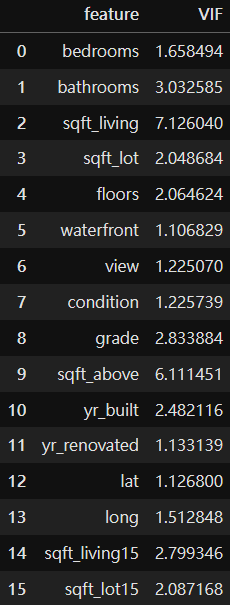 feature VIF
0 bedrooms 1.658494
1 bathrooms 3.032585
2 sqft_living 7.126040
3 sqft_lot 2.048684
4 floors 2.064624
5 waterfront 1.106829
6 view 1.225070
7 condition 1.225739
8 grade 2.833884
9 sqft_above 6.111451
10 yr_built 2.482116
11 yr_renovated 1.133139
12 lat 1.126800
13 long 1.512848
14 sqft_living15 2.799346
15 sqft_lot15 2.087168